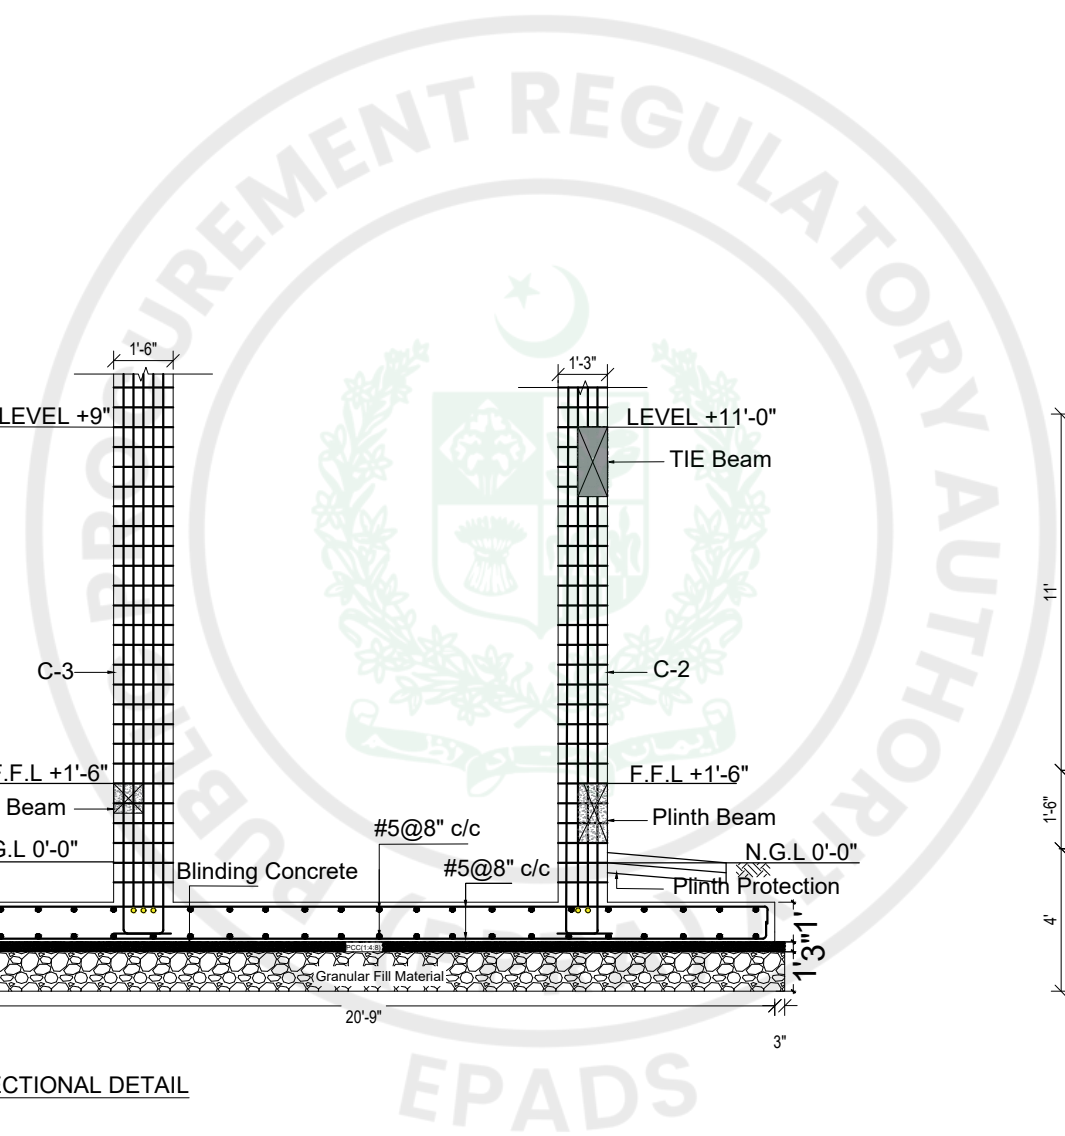 PUBLIC PROCUREMENT REGULATORY AUTHORITY
1'-6"
1'-3"
LEVEL +9"
LEVEL +11'-0"
TIE Beam
11'
C-3
C-2
F.F.L +1'-6"
F.F.L +1'-6"
Beam
Plinth Beam
1'-6"
#5@8" c/c
G.L 0'-0"
N.G.L 0'-0"
Blinding Concrete
#5@8" c/c
Plinth Protection
1'
3"
1'
4'
PCC(1:4:8)
Granular Fill Material
20'-9"
3"
ECTIONAL DETAIL
EPADS